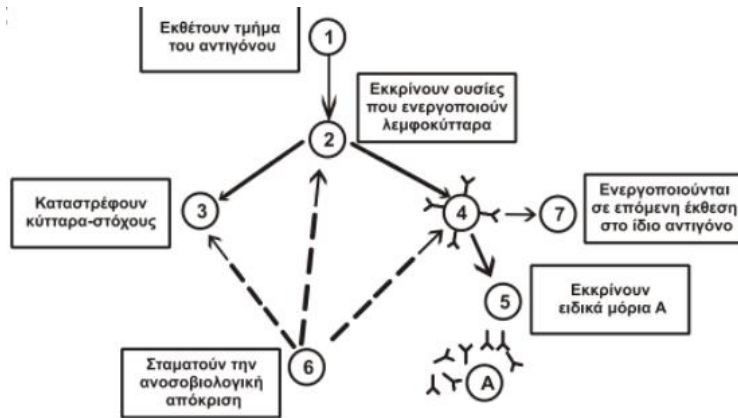 Εκθέτουν τμήμα
του αντιγόνου
1
Εκκρίνουν ουσίες
που ενεργοποιούν
λεμφοκύτταρα
2
Καταστρέφουν
κύτταρα-στόχους
3
4
7
Ενεργοποιούνται
σε επόμενη έκθεση
στο ίδιο αντιγόνο
5
Εκκρίνουν
ειδικά μόρια Α
Σταματούν την
ανοσοβιολογική
απόκριση
6
Α